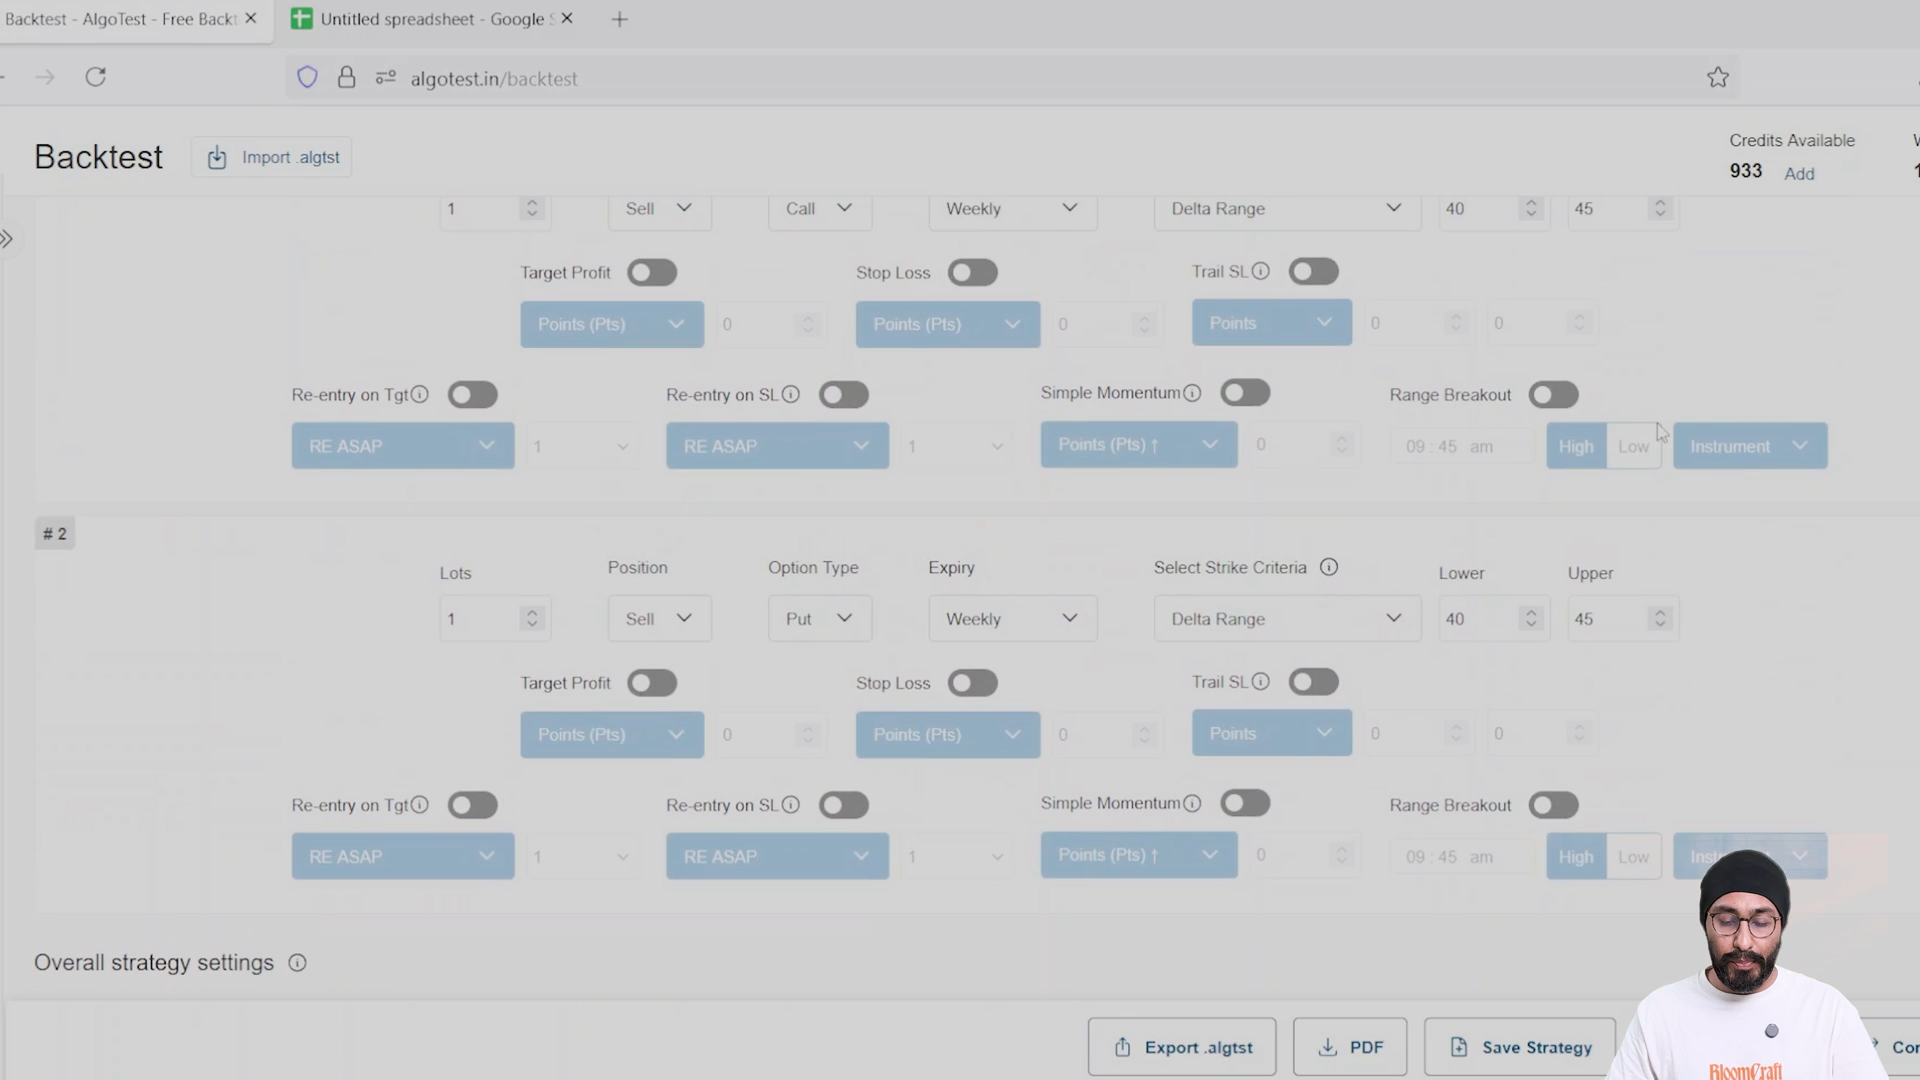 Backtest - AlgoTest - Free Backt
Untitled spreadsheet - Google S
algotest.in/backtest
Backtest
Import .algtst
Credits Available
933 Add
1 Sell Call Weekly Delta Range 40 45
Target Profit Stop Loss Trail SL
Points (Pts) 0 Points (Pts) 0 Points 0 0
Re-entry on Tgt Re-entry on SL Simple Momentum Range Breakout
RE ASAP 1 RE ASAP 1 Points (Pts) ↑ 0 09 : 45 am High Low Instrument
# 2
Lots Position Option Type Expiry Select Strike Criteria Lower Upper
1 Sell Put Weekly Delta Range 40 45
Target Profit Stop Loss Trail SL
Points (Pts) 0 Points (Pts) 0 Points 0 0
Re-entry on Tgt Re-entry on SL Simple Momentum Range Breakout
RE ASAP 1 RE ASAP 1 Points (Pts) ↑ 0 09 : 45 am High Low
Overall strategy settings
Export .algtst PDF Save Strategy
BloomCraft